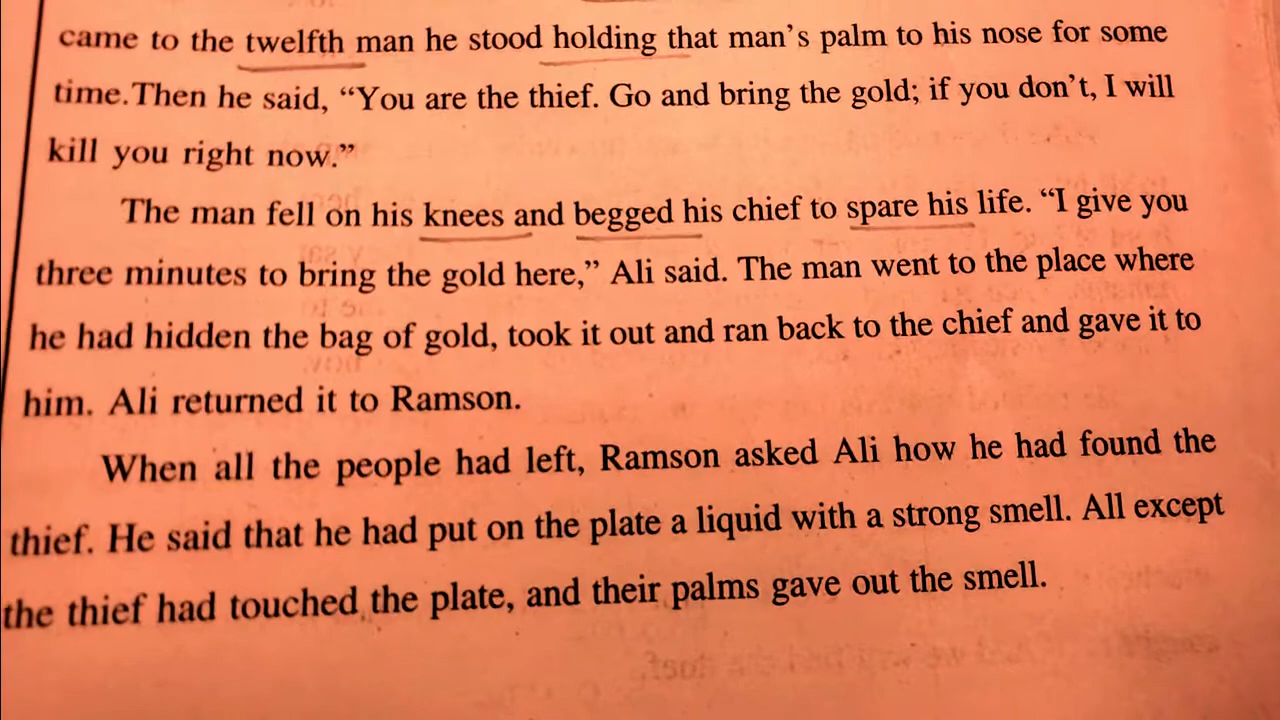 came to the twelfth man he stood holding that man's palm to his nose for some
time.Then he said, “You are the thief. Go and bring the gold; if you don't, I will
kill you right now.”
The man fell on his knees and begged his chief to spare his life. “I give you
three minutes to bring the gold here,” Ali said. The man went to the place where
he had hidden the bag of gold, took it out and ran back to the chief and gave it to
him. Ali returned it to Ramson.
When all the people had left, Ramson asked Ali how he had found the
thief. He said that he had put on the plate a liquid with a strong smell. All except
the thief had touched the plate, and their palms gave out the smell.